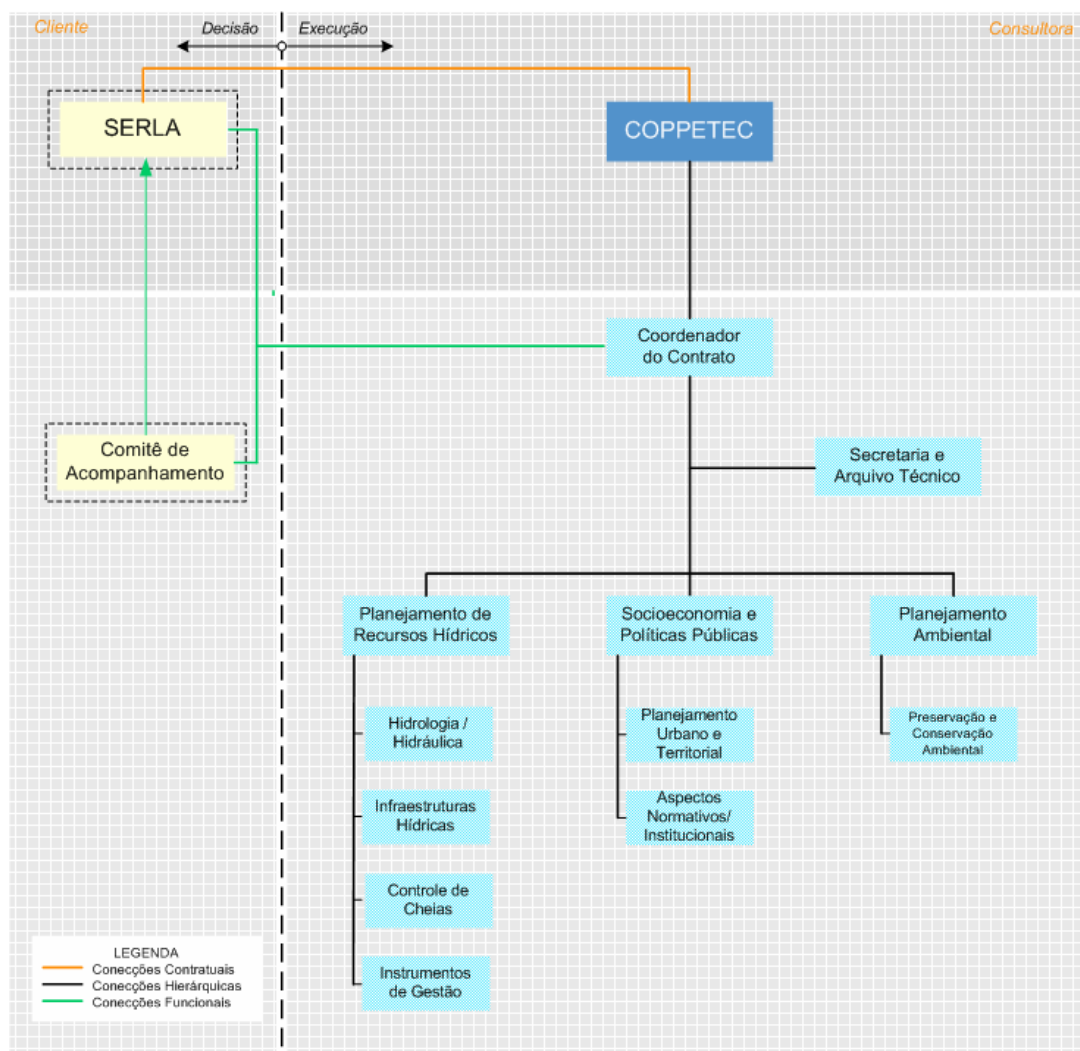 Cliente
Decisão
Execução
Consultora
SERLA
COPPETEC
Coordenador
do Contrato
Comitê de
Acompanhamento
Secretaria e
Arquivo Técnico
Planejamento de
Recursos Hídricos
Socioeconomia e
Políticas Públicas
Planejamento
Ambiental
Hidrologia /
Hidráulica
Planejamento
Urbano e
Territorial
Preservação e
Conservação
Ambiental
Infraestruturas
Hídricas
Aspectos
Normativos/
Institucionais
Controle de
Cheias
Instrumentos
de Gestão
LEGENDA
Conecções Contratuais
Conecções Hierárquicas
Conecções Funcionais